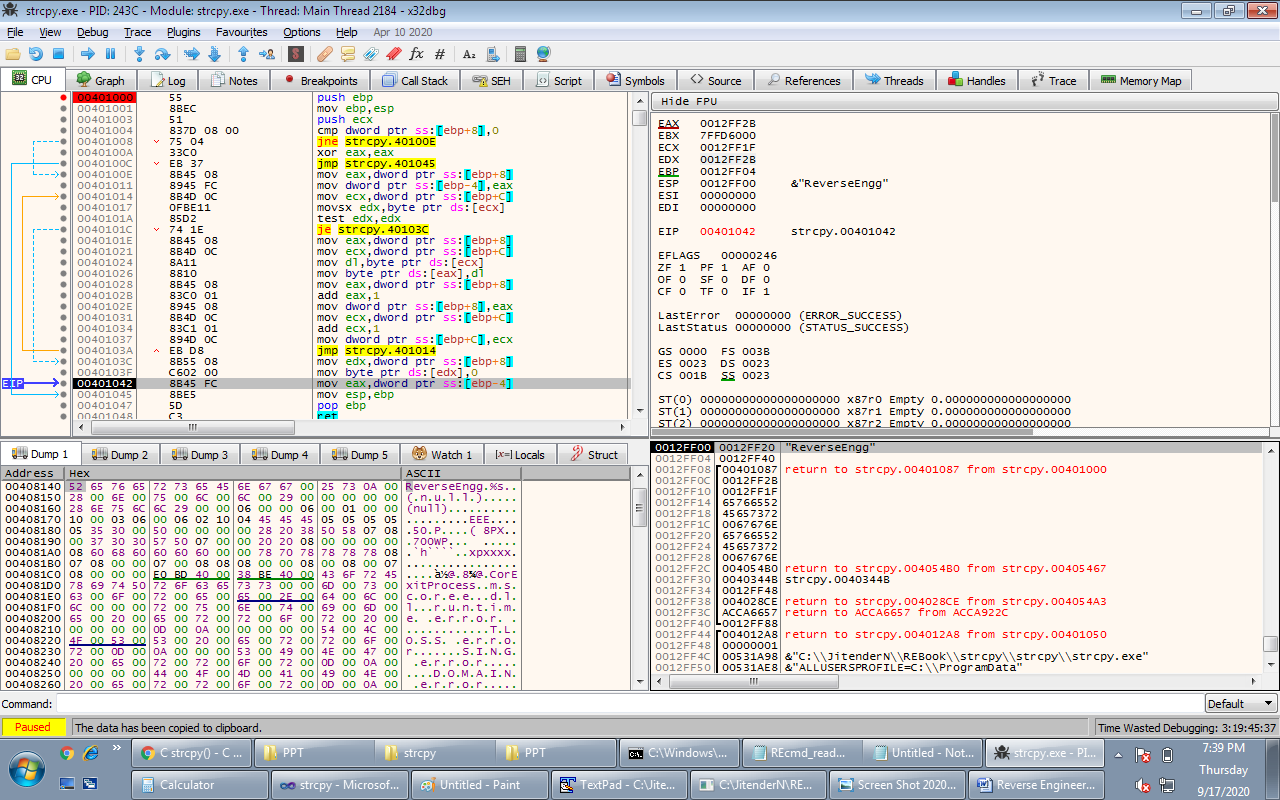 strcpy.exe - PID: 243C - Module: strcpy.exe - Thread: Main Thread 2184 - x32dbg
File View Debug Trace Plugins Favourites Options Help Apr 10 2020
CPU Graph Log Notes Breakpoints Call Stack SEH Script Symbols Source References Threads Handles Trace Memory Map
00401000 55 push ebp
00401001 8BEC mov ebp,esp
00401003 51 push ecx
00401004 837D 08 00 cmp dword ptr ss:[ebp+8],0
00401008 75 04 jne strcpy.40100E
0040100A 33C0 xor eax,eax
0040100C EB 37 jmp strcpy.401045
0040100E 8B45 08 mov eax,dword ptr ss:[ebp+8]
00401011 8945 FC mov dword ptr ss:[ebp-4],eax
00401014 8B4D 0C mov ecx,dword ptr ss:[ebp+C]
00401017 0FBE11 movsx edx,byte ptr ds:[ecx]
0040101A 85D2 test edx,edx
0040101C 74 1E je strcpy.40103C
0040101E 8B45 08 mov eax,dword ptr ss:[ebp+8]
00401021 8B4D 0C mov ecx,dword ptr ss:[ebp+C]
00401024 8A11 mov dl,byte ptr ds:[ecx]
00401026 8810 mov byte ptr ds:[eax],dl
00401028 8B45 08 mov eax,dword ptr ss:[ebp+8]
0040102B 83C0 01 add eax,1
0040102E 8945 08 mov dword ptr ss:[ebp+8],eax
00401031 8B4D 0C mov ecx,dword ptr ss:[ebp+C]
00401034 83C1 01 add ecx,1
00401037 894D 0C mov dword ptr ss:[ebp+C],ecx
0040103A EB D8 jmp strcpy.401014
0040103C 8B55 08 mov edx,dword ptr ss:[ebp+8]
0040103F C602 00 mov byte ptr ds:[edx],0
EIP 00401042 8B45 FC mov eax,dword ptr ss:[ebp-4]
00401045 8BE5 mov esp,ebp
00401047 5D pop ebp
00401048 C3 ret
Hide FPU
EAX 0012FF2B
EBX 7FFD6000
ECX 0012FF1F
EDX 0012FF2B
EBP 0012FF04
ESP 0012FF00 &"ReverseEngg"
ESI 00000000
EDI 00000000
EIP 00401042 strcpy.00401042
EFLAGS 00000246
ZF 1 PF 1 AF 0
OF 0 SF 0 DF 0
CF 0 TF 0 IF 1
LastError 00000000 (ERROR_SUCCESS)
LastStatus 00000000 (STATUS_SUCCESS)
GS 0000 FS 003B
ES 0023 DS 0023
CS 001B SS 0023
ST(0) 00000000000000000000 x87r0 Empty 0.000000000000000000
ST(1) 00000000000000000000 x87r1 Empty 0.000000000000000000
ST(2) 00000000000000000000 x87r2 Empty 0.000000000000000000
Dump 1 Dump 2 Dump 3 Dump 4 Dump 5 Watch 1 [x=] Locals Struct
Address Hex ASCII
00408140 52 65 76 65 72 73 65 45 6E 67 67 00 25 73 0A 00 ReverseEngg.%s..
00408150 28 00 6E 00 75 00 6C 00 6C 00 29 00 00 00 00 00 (.n.u.l.l.).....
00408160 28 6E 75 6C 6C 29 00 00 06 00 00 06 00 01 00 00 (null)..........
00408170 10 00 03 06 00 06 02 10 04 45 45 45 05 05 05 05 .........EEE....
00408180 05 35 30 00 50 00 00 00 00 28 20 38 50 58 07 08 .50.P....( 8PX..
00408190 00 37 30 30 57 50 07 00 00 20 20 08 00 00 00 00 .700WP...  .....
004081A0 08 60 68 60 60 60 60 00 00 78 70 78 78 78 78 08 .`h````..xpxxxx.
004081B0 07 08 00 00 07 00 08 08 08 00 00 08 00 08 00 07
004081C0 08 00 00 00 E0 BD 40 00 38 BE 40 00 43 6F 72 45 ....à½@.8¾@.CorE
004081D0 78 69 74 50 72 6F 63 65 73 73 00 00 6D 00 73 00 xitProcess..m.s.
004081E0 63 00 6F 00 72 00 65 00 65 00 2E 00 64 00 6C 00 c.o.r.e.e...d.l.
004081F0 6C 00 00 00 72 00 75 00 6E 00 74 00 69 00 6D 00 l...r.u.n.t.i.m.
00408200 65 00 20 00 65 00 72 00 72 00 6F 00 72 00 20 00 e. .e.r.r.o.r. .
00408210 00 00 00 00 0D 00 0A 00 00 00 00 00 54 00 4C 00 ............T.L.
00408220 4F 00 53 00 53 00 20 00 65 00 72 00 72 00 6F 00 O.S.S. .e.r.r.o.
00408230 72 00 0D 00 0A 00 00 00 53 00 49 00 4E 00 47 00 r.......S.I.N.G.
00408240 20 00 65 00 72 00 72 00 6F 00 72 00 0D 00 0A 00  .e.r.r.o.r.....
00408250 00 00 00 00 44 00 4F 00 4D 00 41 00 49 00 4E 00 ....D.O.M.A.I.N.
00408260 20 00 65 00 72 00 72 00 6F 00 72 00 0D 00 0A 00  .e.r.r.o.r.....
0012FF00 0012FF20 "ReverseEngg"
0012FF04 0012FF40
0012FF08 00401087 return to strcpy.00401087 from strcpy.00401000
0012FF0C 0012FF2B
0012FF10 0012FF1F
0012FF14 65766552
0012FF18 45657372
0012FF1C 0067676E
0012FF20 65766552
0012FF24 45657372
0012FF28 0067676E
0012FF2C 004054B0 return to strcpy.004054B0 from strcpy.00405467
0012FF30 0040344B strcpy.0040344B
0012FF34 0012FF48
0012FF38 004028CE return to strcpy.004028CE from strcpy.004054A3
0012FF3C ACCA6657 return to ACCA6657 from ACCA922C
0012FF40 0012FF88
0012FF44 004012A8 return to strcpy.004012A8 from strcpy.00401050
0012FF48 00000001
0012FF4C 00531A98 &"C:\\JitenderN\\REBook\\strcpy\\strcpy\\strcpy.exe"
0012FF50 00531AE8 &"ALLUSERSPROFILE=C:\\ProgramData"
Command: Default
Paused The data has been copied to clipboard. Time Wasted Debugging: 3:19:45:37
C strcpy() - C ... PPT strcpy PPT C:\Windows\... REcmd_read... Untitled - Not... strcpy.exe - PI... 7:39 PM
Thursday
Calculator strcpy - Microsof... Untitled - Paint TextPad - C:\Jite... C:\JitenderN\RE... Screen Shot 2020... Reverse Engineer... 9/17/2020